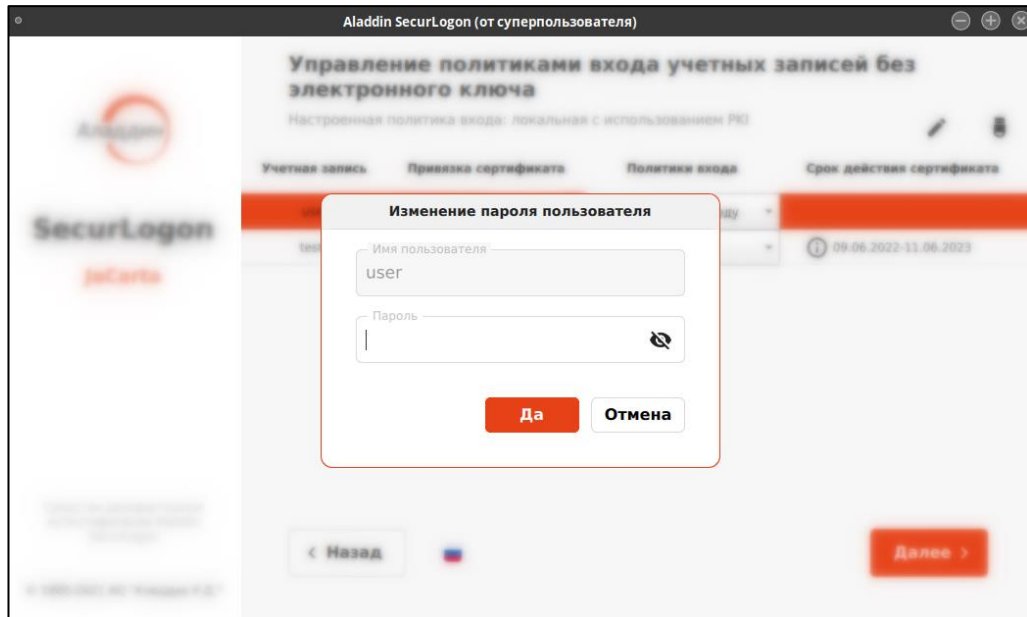 Aladdin SecurLogon (от суперпользователя)
Управление политиками входа учетных записей без
электронного ключа
Настроенная политика входа: локальная с использованием PKI
Аладдин
SecurLogon
JaCarta
Учетная запись Привязка сертификата Политики входа Срок действия сертификата
09.06.2022-11.06.2023
Изменение пароля пользователя
Имя пользователя
user
Пароль
Да Отмена
Назад
Далее